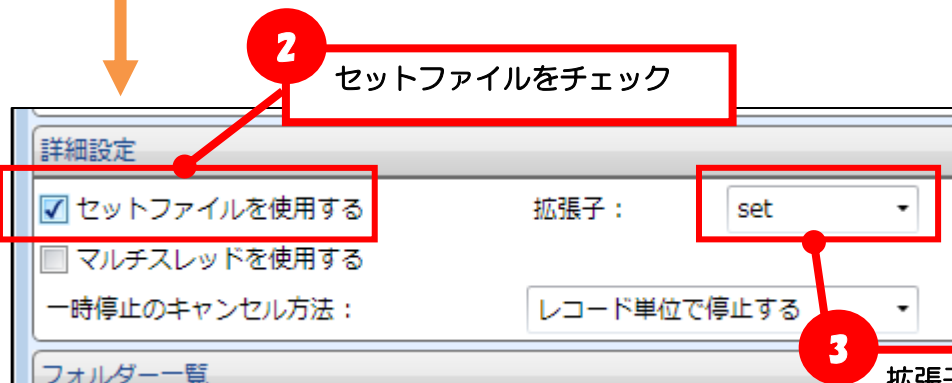 2
セットファイルをチェック
詳細設定
セットファイルを使用する 拡張子： set
マルチスレッドを使用する
一時停止のキャンセル方法： レコード単位で停止する
3
フォルダー一覧
拡張子